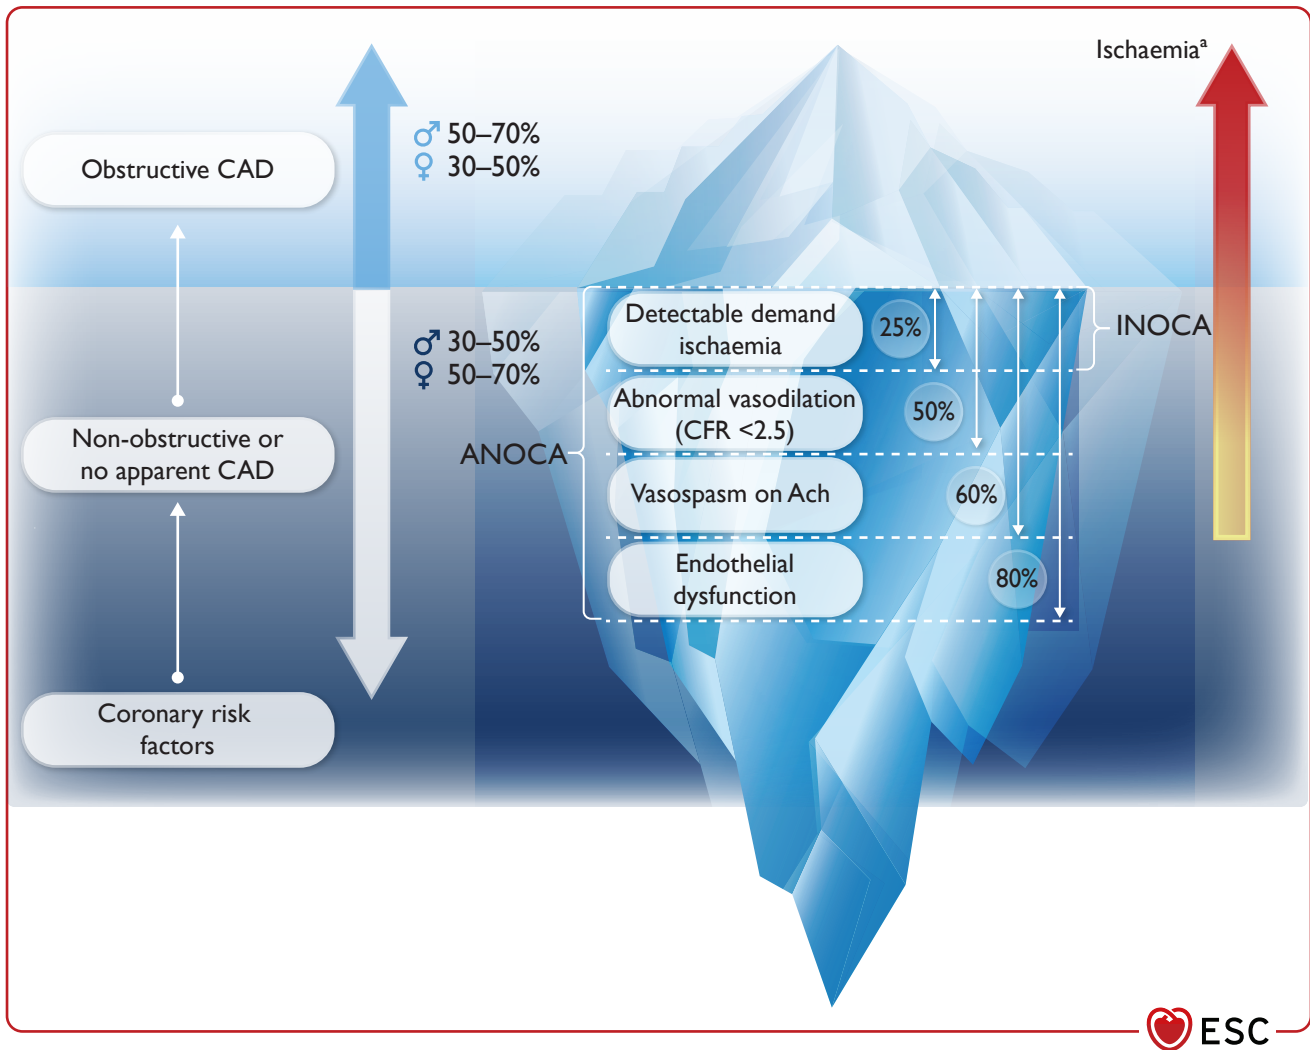 Ischaemiaa
Obstructive CAD
♂ 50–70%
♀ 30–50%
♂ 30–50%
♀ 50–70%
Detectable demand
ischaemia
25%
INOCA
Abnormal vasodilation
(CFR <2.5)
50%
Non-obstructive or
no apparent CAD
ANOCA
Vasospasm on Ach
60%
Endothelial
dysfunction
80%
Coronary risk
factors
ESC